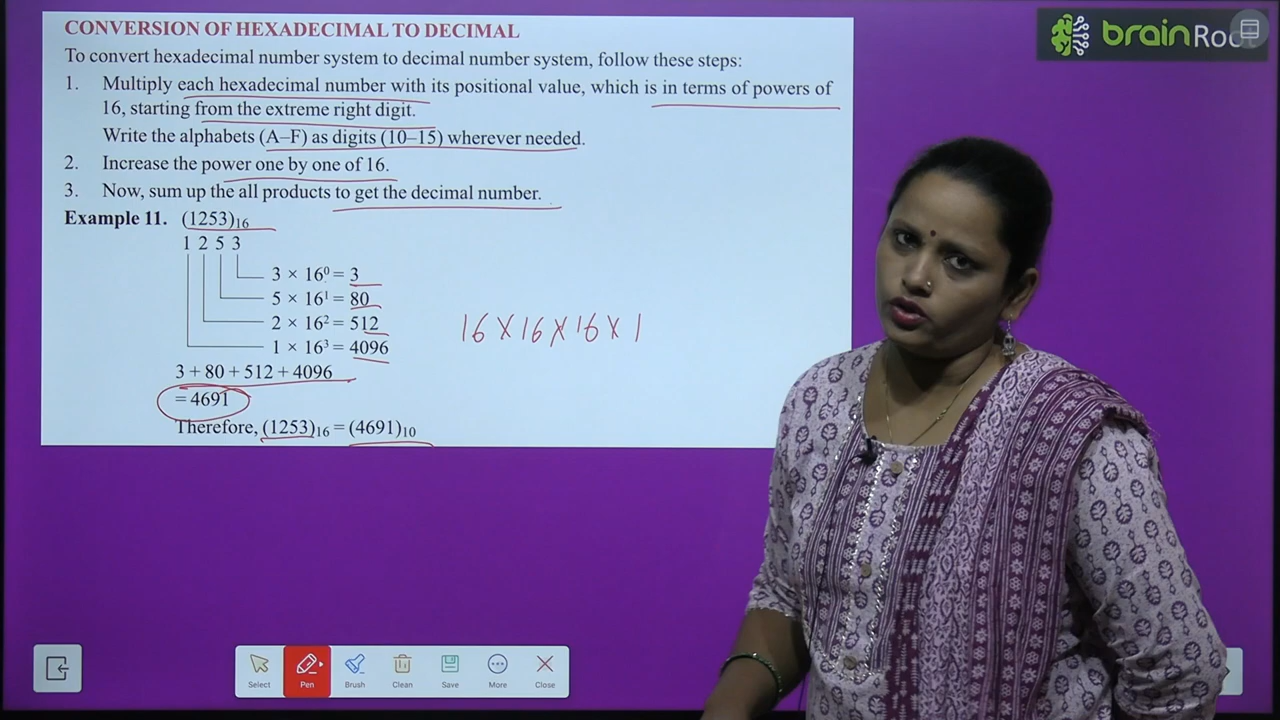 CONVERSION OF HEXADECIMAL TO DECIMAL
To convert hexadecimal number system to decimal number system, follow these steps:
1. Multiply each hexadecimal number with its positional value, which is in terms of powers of
16, starting from the extreme right digit.
Write the alphabets (A–F) as digits (10–15) wherever needed.
2. Increase the power one by one of 16.
3. Now, sum up the all products to get the decimal number.
Example 11. (1253)₁₆
1 2 5 3
3 × 16⁰ = 3
5 × 16¹ = 80
2 × 16² = 512
1 × 16³ = 4096
16 X 16 X 16 X 1
3 + 80 + 512 + 4096
= 4691
Therefore, (1253)₁₆ = (4691)₁₀
brainRoot
Select Pen Brush Clean Save More Close